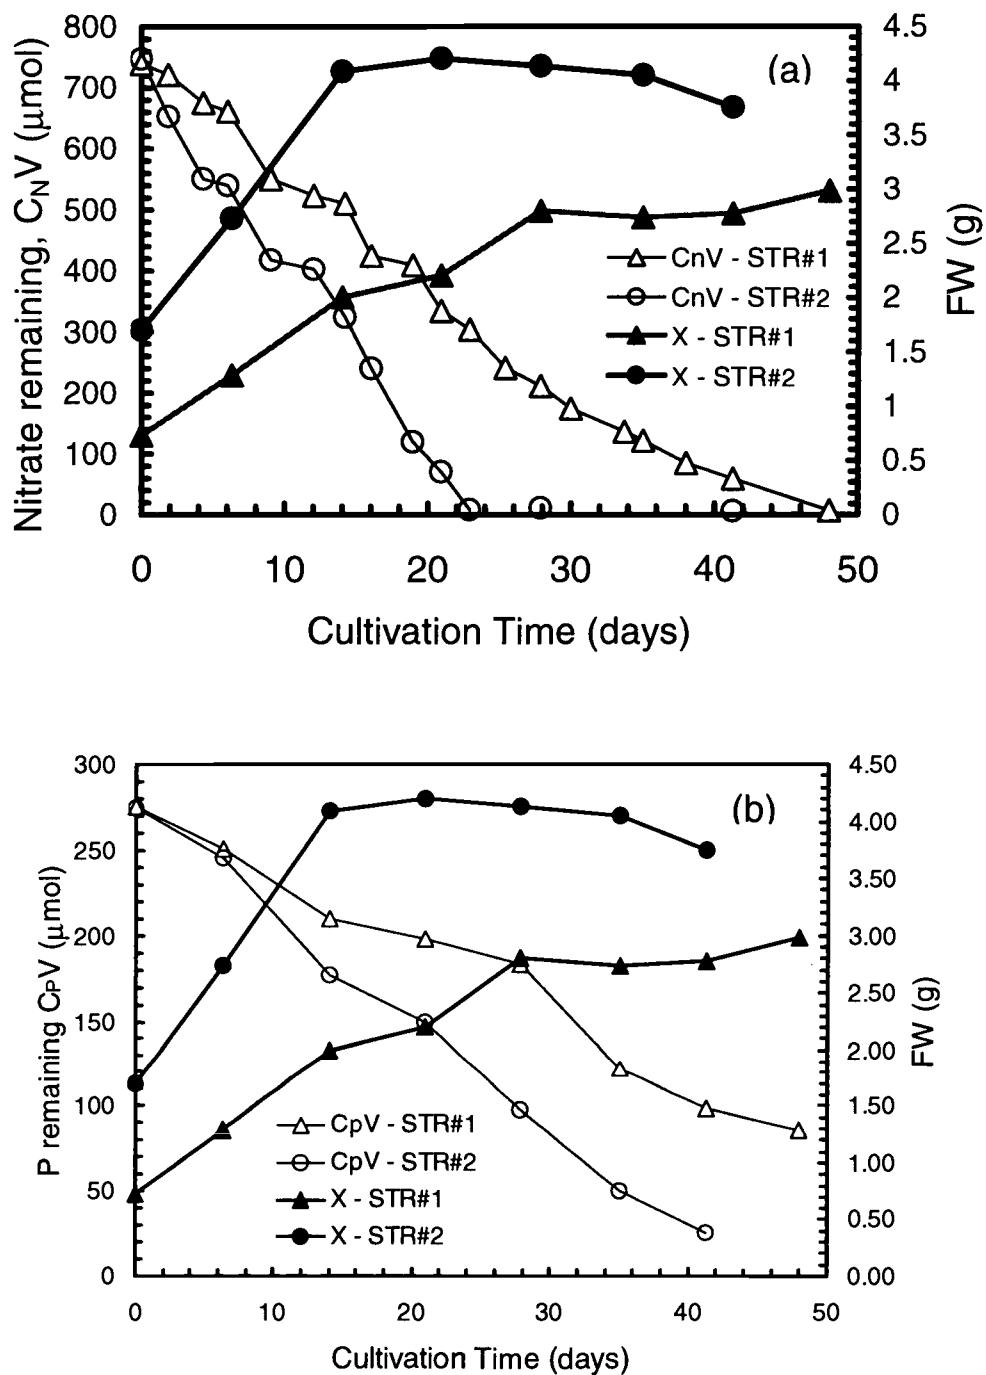 800
700
600
500
400
300
200
100
0
Nitrate remaining, CNV (μmol)
4.5
4
3.5
3
2.5
2
1.5
1
0.5
0
FW (g)
(a)
CnV - STR#1
CnV - STR#2
X - STR#1
X - STR#2
0 10 20 30 40 50
Cultivation Time (days)
300
250
200
150
100
50
0
P remaining CPV (μmol)
4.50
4.00
3.50
3.00
2.50
2.00
1.50
1.00
0.50
0.00
FW (g)
(b)
CpV - STR#1
CpV - STR#2
X - STR#1
X - STR#2
0 10 20 30 40 50
Cultivation Time (days)